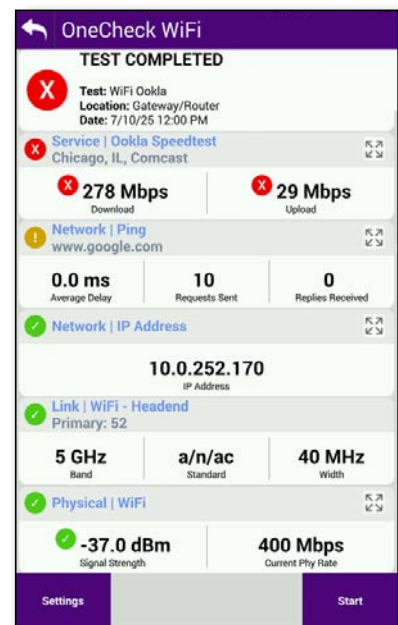 OneCheck WiFi
TEST COMPLETED
X
Test: WiFi Ookla
Location: Gateway/Router
Date: 7/10/25 12:00 PM
X Service | Ookla Speedtest
Chicago, IL, Comcast
X 278 Mbps X 29 Mbps
Download Upload
! Network | Ping
www.google.com
0.0 ms 10 0
Average Delay Requests Sent Replies Received
Network | IP Address
10.0.252.170
IP Address
Link | WiFi - Headend
Primary: 52
5 GHz a/n/ac 40 MHz
Band Standard Width
Physical | WiFi
-37.0 dBm 400 Mbps
Signal Strength Current Phy Rate
Settings Start